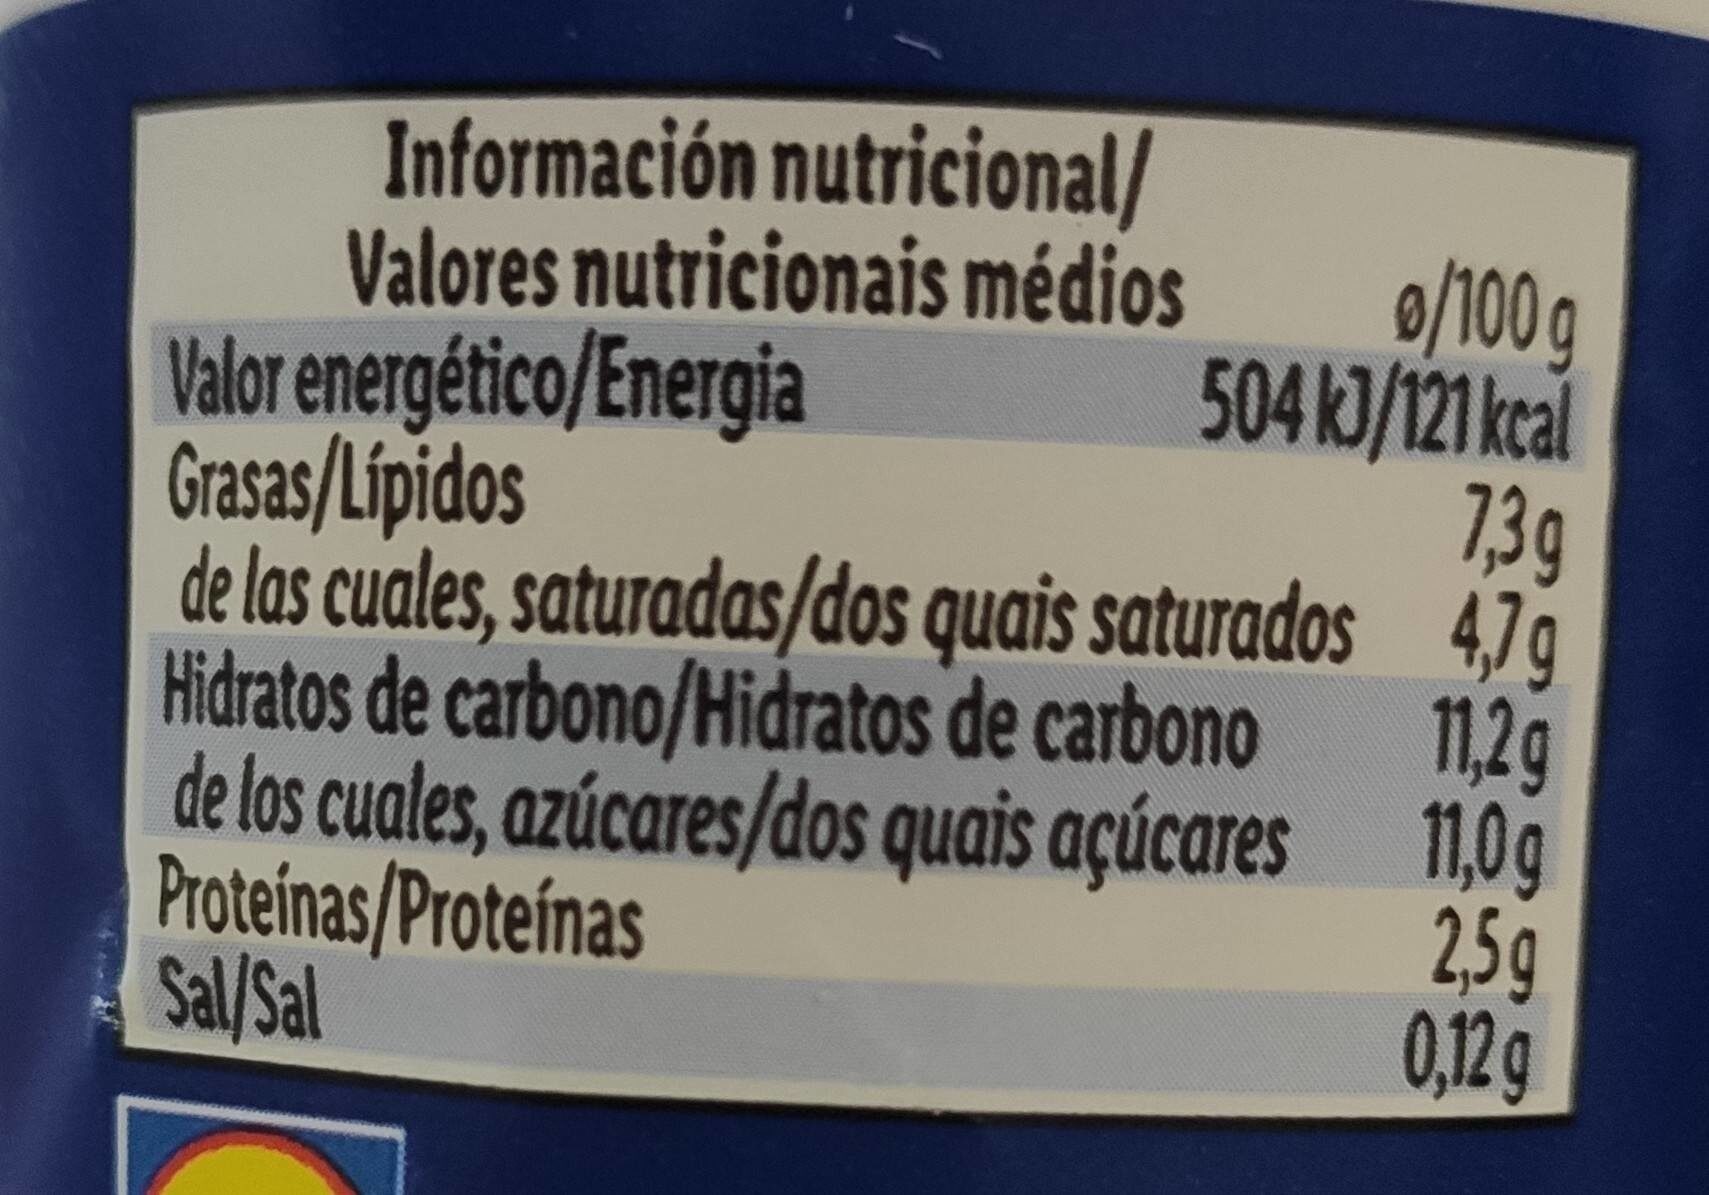 Información nutricional/
Valores nutricionais médios ø/100 g
Valor energético/Energia 504 kJ/121 kcal
Grasas/Lípidos 7,3 g
de las cuales, saturadas/dos quais saturados 4,7 g
Hidratos de carbono/Hidratos de carbono 11,2 g
de los cuales, azúcares/dos quais açúcares 11,0 g
Proteínas/Proteínas 2,5 g
Sal/Sal 0,12 g